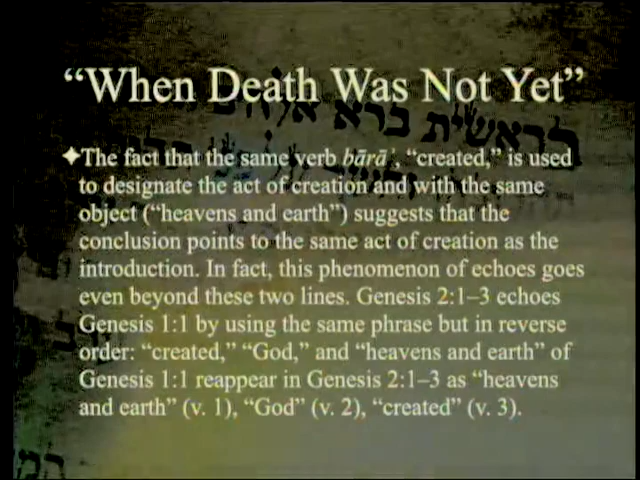 “When Death Was Not Yet”
בראשית ברא אלהים
✦The fact that the same verb bārāʾ, “created,” is used
to designate the act of creation and with the same
object (“heavens and earth”) suggests that the
conclusion points to the same act of creation as the
introduction. In fact, this phenomenon of echoes goes
even beyond these two lines. Genesis 2:1–3 echoes
Genesis 1:1 by using the same phrase but in reverse
order: “created,” “God,” and “heavens and earth” of
Genesis 1:1 reappear in Genesis 2:1–3 as “heavens
and earth” (v. 1), “God” (v. 2), “created” (v. 3).